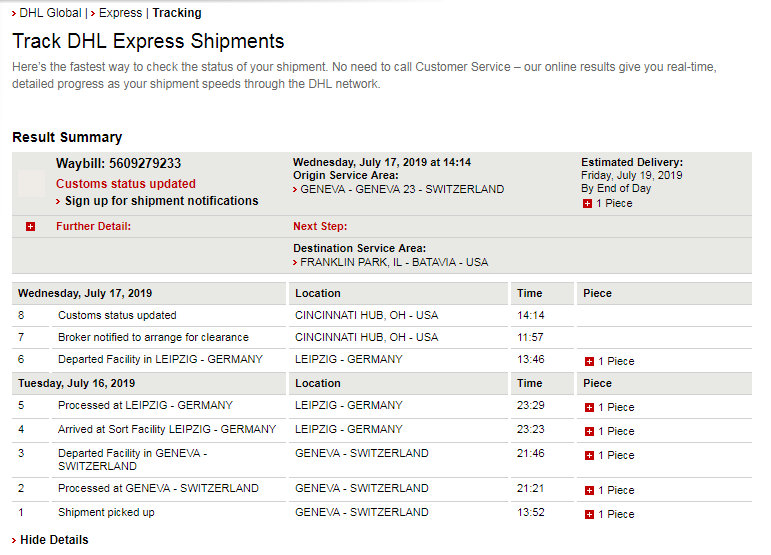 › DHL Global | › Express | Tracking
Track DHL Express Shipments
Here's the fastest way to check the status of your shipment. No need to call Customer Service – our online results give you real-time,
detailed progress as your shipment speeds through the DHL network.
Result Summary
Waybill: 5609279233
Customs status updated
› Sign up for shipment notifications
Wednesday, July 17, 2019 at 14:14
Origin Service Area:
› GENEVA - GENEVA 23 - SWITZERLAND
Estimated Delivery:
Friday, July 19, 2019
By End of Day
1 Piece
Further Detail: Next Step:
Destination Service Area:
› FRANKLIN PARK, IL - BATAVIA - USA
Wednesday, July 17, 2019 Location Time Piece
8 Customs status updated CINCINNATI HUB, OH - USA 14:14
7 Broker notified to arrange for clearance CINCINNATI HUB, OH - USA 11:57
6 Departed Facility in LEIPZIG - GERMANY LEIPZIG - GERMANY 13:46 1 Piece
Tuesday, July 16, 2019 Location Time Piece
5 Processed at LEIPZIG - GERMANY LEIPZIG - GERMANY 23:29 1 Piece
4 Arrived at Sort Facility LEIPZIG - GERMANY LEIPZIG - GERMANY 23:23 1 Piece
3 Departed Facility in GENEVA - GENEVA - SWITZERLAND 21:46 1 Piece
SWITZERLAND
2 Processed at GENEVA - SWITZERLAND GENEVA - SWITZERLAND 21:21 1 Piece
1 Shipment picked up GENEVA - SWITZERLAND 13:52 1 Piece
› Hide Details